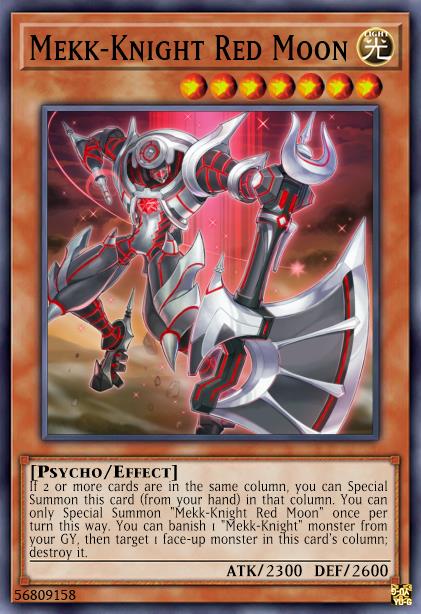 Mekk-Knight Red Moon
LIGHT
光
[Psycho/Effect]
If 2 or more cards are in the same column, you can Special
Summon this card (from your hand) in that column. You can
only Special Summon "Mekk-Knight Red Moon" once per
turn this way. You can banish 1 "Mekk-Knight" monster from
your GY, then target 1 face-up monster in this card's column;
destroy it.
ATK/2300 DEF/2600
56809158